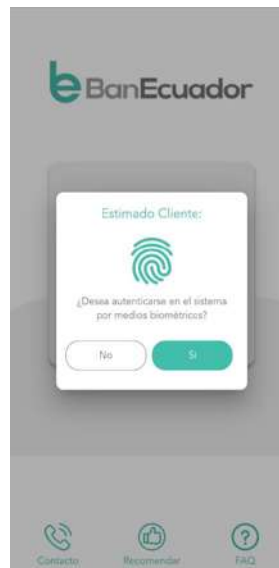 BanEcuador
Estimado Cliente:
¿Desea autenticarse en el sistema
por medios biométricos?
No
Si
Contacto
Recomendar
FAQ